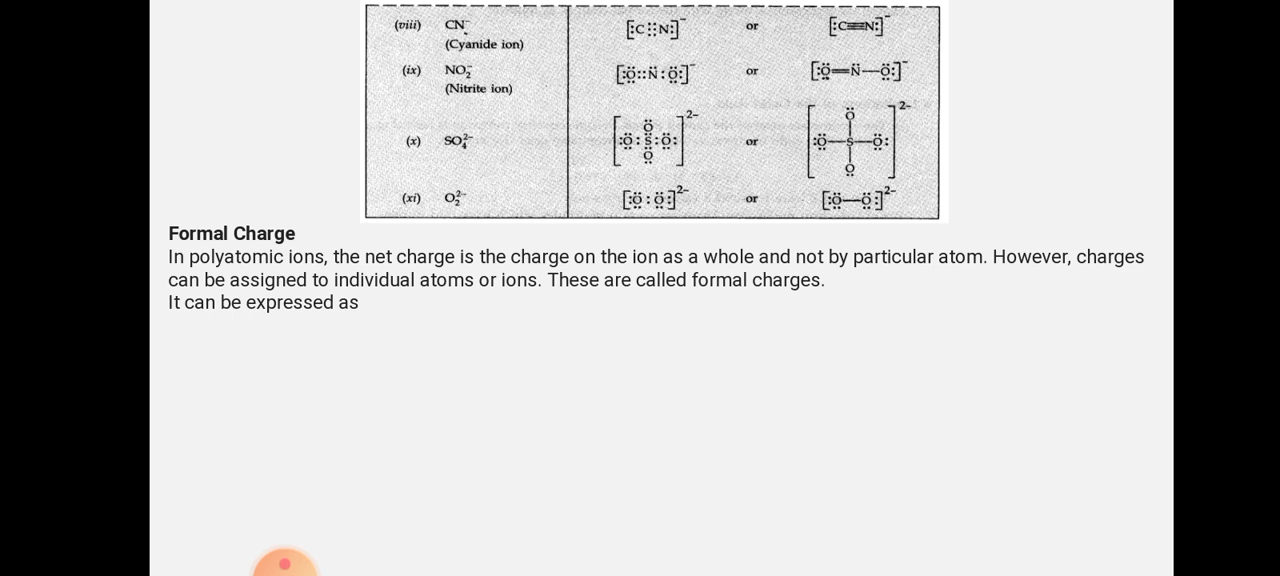 (viii) CN⁻ [:C⋮⋮N:]⁻ or [:C≡N:]⁻
(Cyanide ion)
(ix) NO₂⁻ [:Ö::N̈:Ö:]⁻ or [:Ö=N̈—Ö:]⁻
(Nitrite ion)
(x) SO₄²⁻ [:Ö:S:Ö: Ö O]²⁻ or [:Ö—S—Ö: Ö O]²⁻
(xi) O₂²⁻ [:Ö:Ö:]²⁻ or [:Ö—Ö:]²⁻
Formal Charge
In polyatomic ions, the net charge is the charge on the ion as a whole and not by particular atom. However, charges
can be assigned to individual atoms or ions. These are called formal charges.
It can be expressed as